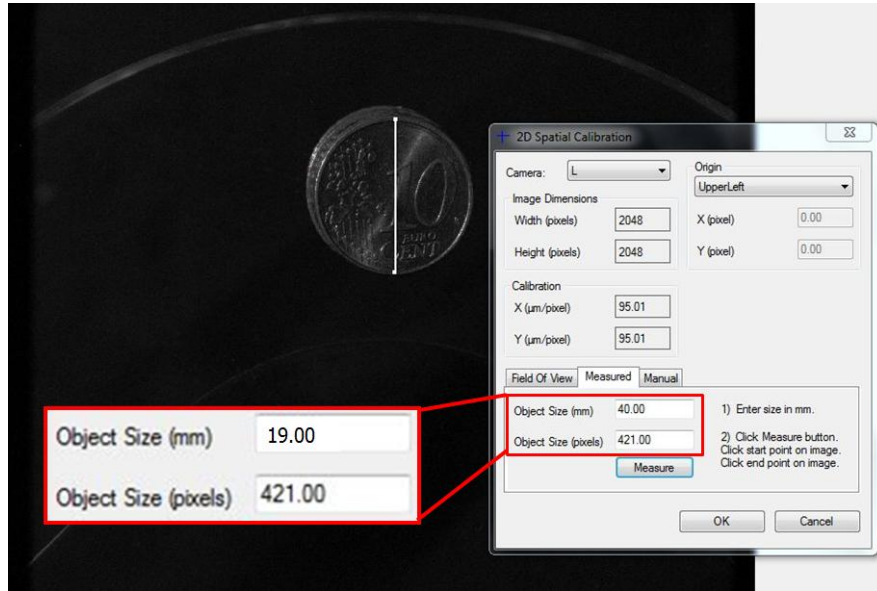 10
EURO
CENT
2D Spatial Calibration
Camera: L
Origin
UpperLeft
Image Dimensions
Width (pixels) 2048
X (pixel) 0.00
Height (pixels) 2048
Y (pixel) 0.00
Calibration
X (µm/pixel) 95.01
Y (µm/pixel) 95.01
Field Of View Measured Manual
Object Size (mm) 40.00
1) Enter size in mm.
Object Size (pixels) 421.00
2) Click Measure button.
Click start point on image.
Click end point on image.
Measure
OK Cancel
Object Size (mm) 19.00
Object Size (pixels) 421.00